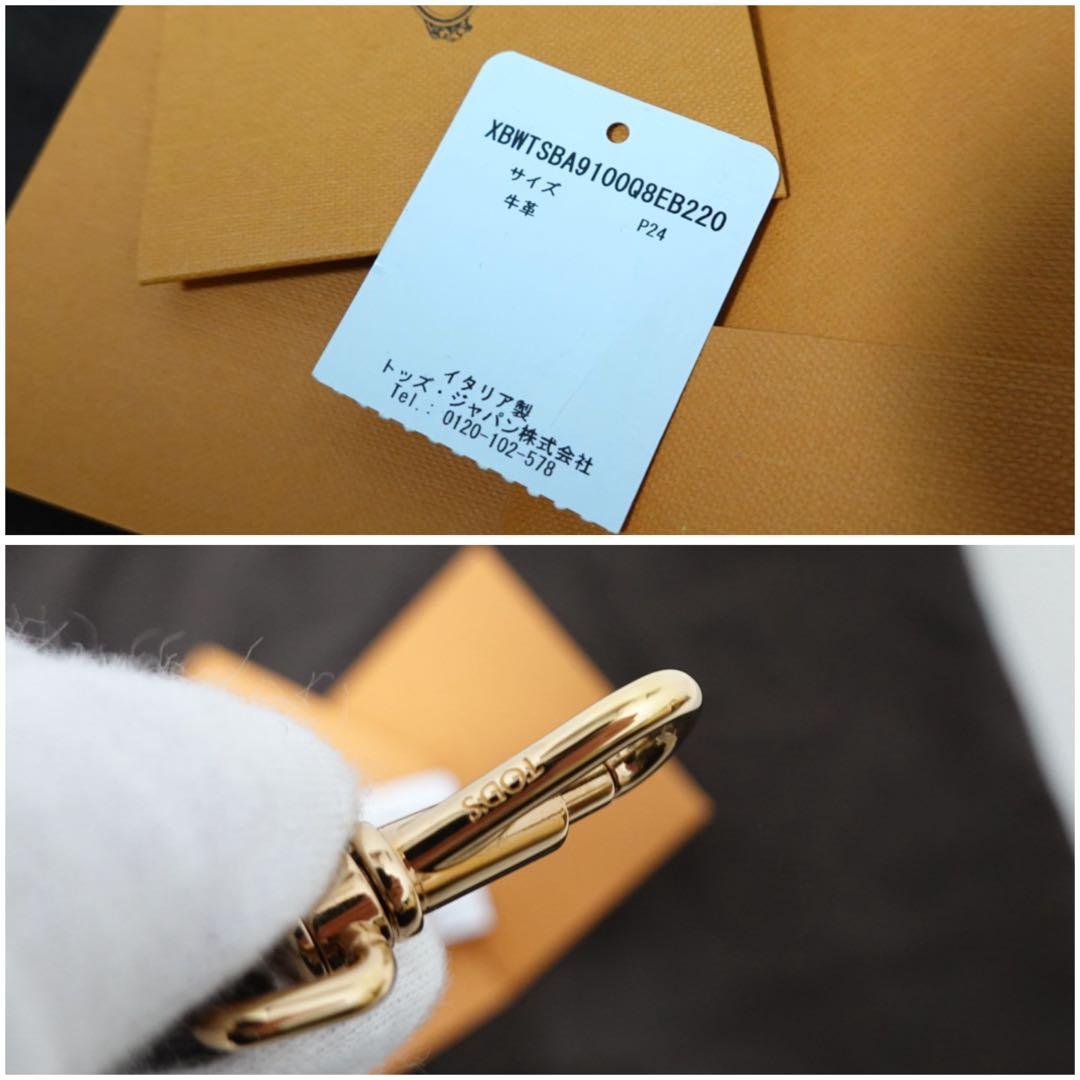 XBWTSBA9100Q8EB220
サイズ
牛革 P24
イタリア製
トッズ・ジャパン株式会社
Tel.: 0120-102-578
TOD'S